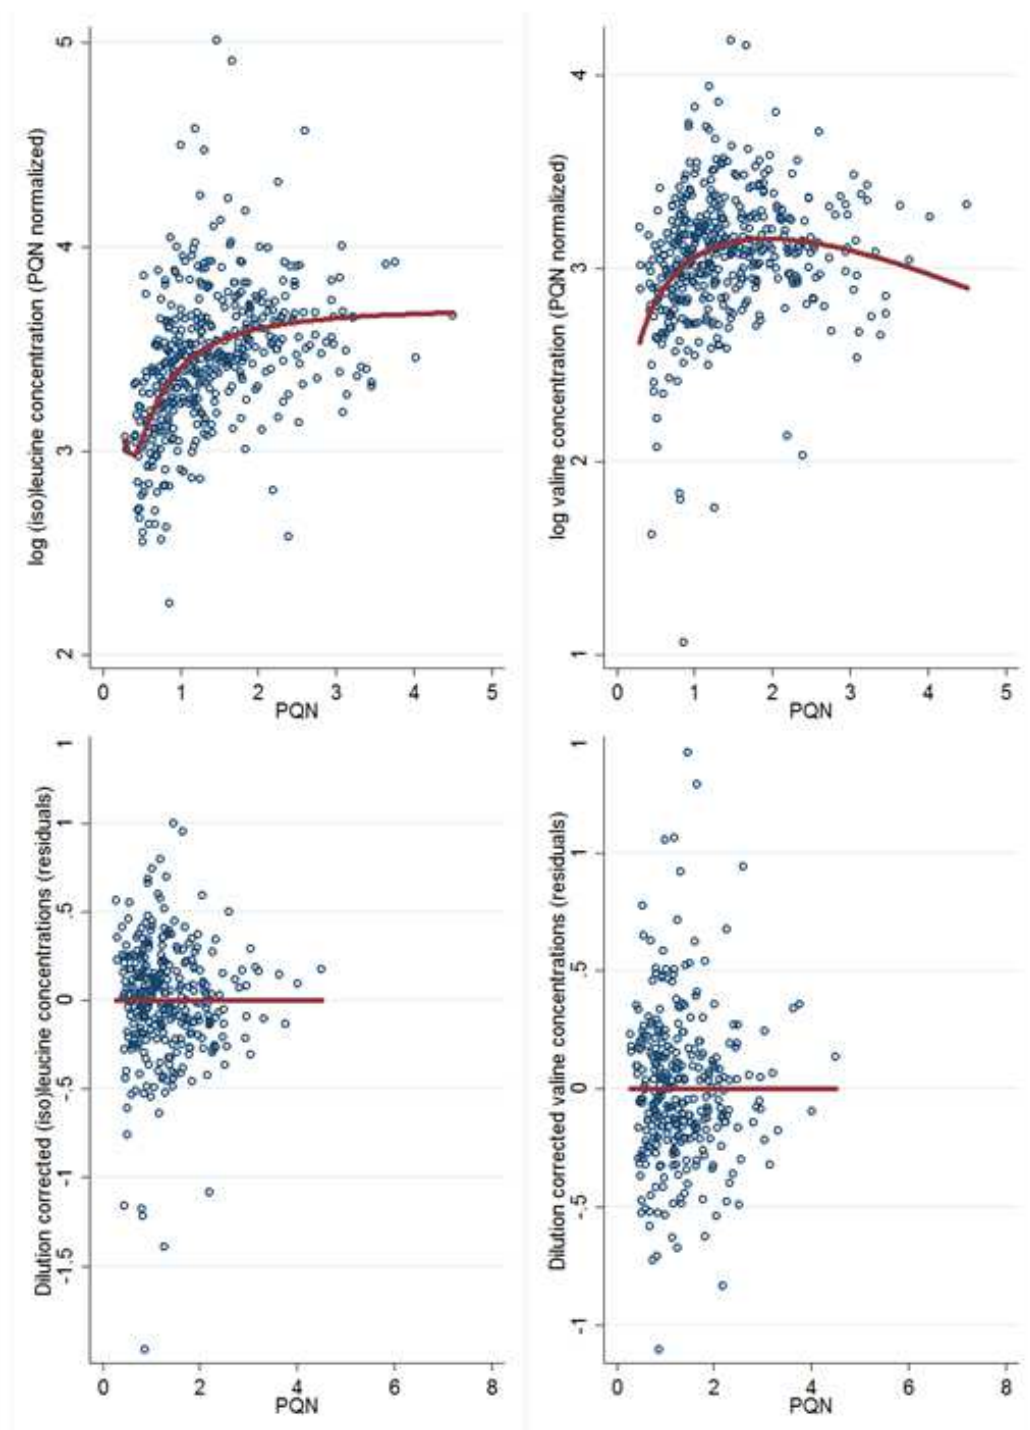 log (iso)leucine concentration (PQN normalized)
5
4
3
2
0 1 2 3 4 5
PQN
log valine concentration (PQN normalized)
4
3
2
1
0 1 2 3 4 5
PQN
Dilution corrected (iso)leucine concentrations (residuals)
1
1
.5
0
-.5
-1
-1.5
0 2 4 6 8
PQN
Dilution corrected valine concentrations (residuals)
1
1
.5
0
-.5
-1
0 2 4 6 8
PQN